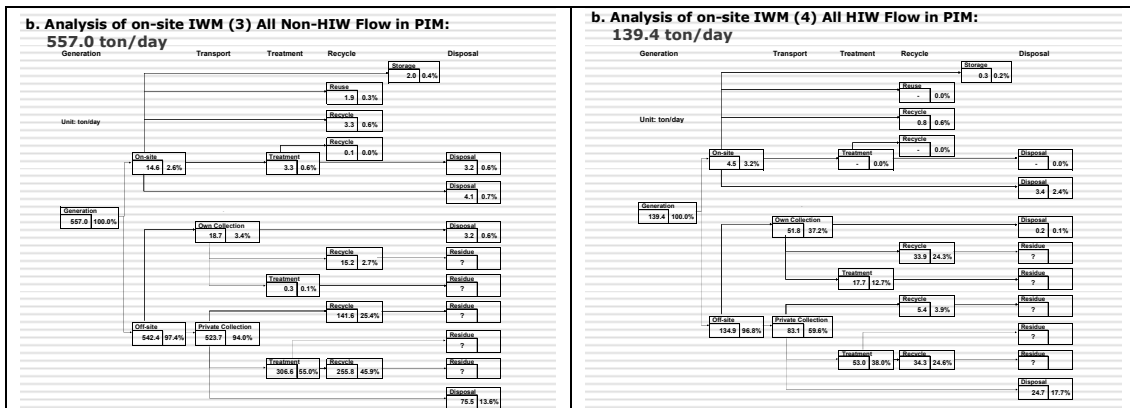 b. Analysis of on-site IWM (3) All Non-HIW Flow in PIM:
557.0 ton/day
Generation Transport Treatment Recycle Disposal
Storage
2.0 0.4%
Reuse
1.9 0.3%
Unit: ton/day
Recycle
3.3 0.6%
Recycle
0.1 0.0%
On-site Treatment Disposal
14.6 2.6% 3.3 0.6% 3.2 0.6%
Disposal
4.1 0.7%
Generation
557.0 100.0%
Own Collection Disposal
18.7 3.4% 3.2 0.6%
Recycle Residue
15.2 2.7% ?
Treatment Residue
0.3 0.1% ?
Recycle Residue
141.6 25.4% ?
Off-site Private Collection
542.4 97.4% 523.7 94.0%
Residue
?
Treatment Recycle Residue
306.6 55.0% 255.8 45.9% ?
Disposal
75.5 13.6%
b. Analysis of on-site IWM (4) All HIW Flow in PIM:
139.4 ton/day
Generation Transport Treatment Recycle Disposal
Storage
0.3 0.2%
Reuse
- 0.0%
Unit: ton/day
Recycle
0.8 0.6%
Recycle
- 0.0%
On-site Treatment Disposal
4.5 3.2% - 0.0% - 0.0%
Disposal
3.4 2.4%
Generation
139.4 100.0%
Own Collection Disposal
51.8 37.2% 0.2 0.1%
Recycle Residue
33.9 24.3% ?
Treatment Residue
17.7 12.7% ?
Recycle Residue
5.4 3.9% ?
Off-site Private Collection
134.9 96.8% 83.1 59.6%
Residue
?
Treatment Recycle Residue
53.0 38.0% 34.3 24.6% ?
Disposal
24.7 17.7%